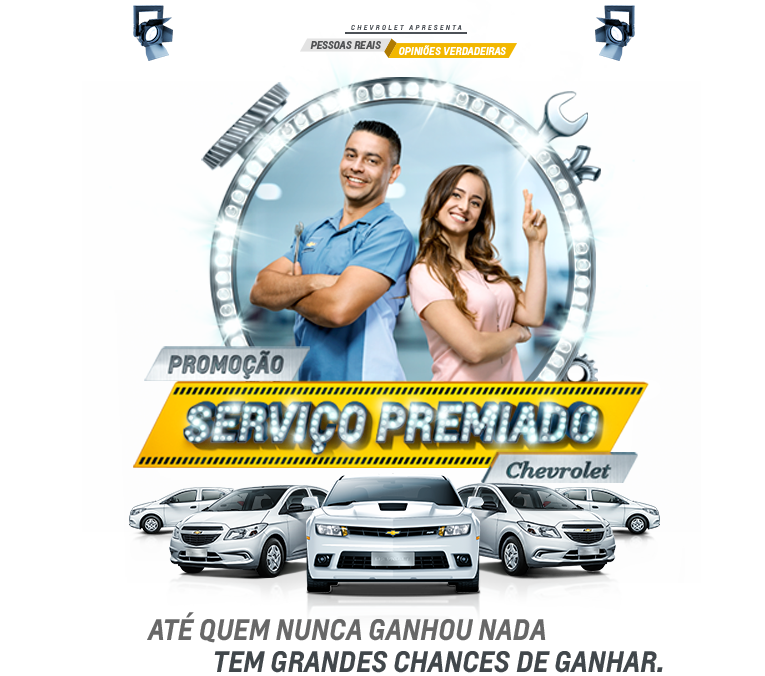 CHEVROLET APRESENTA
PESSOAS REAIS
OPINIÕES VERDADEIRAS
PROMOÇÃO
SERVIÇO PREMIADO
Chevrolet
ATÉ QUEM NUNCA GANHOU NADA
TEM GRANDES CHANCES DE GANHAR.